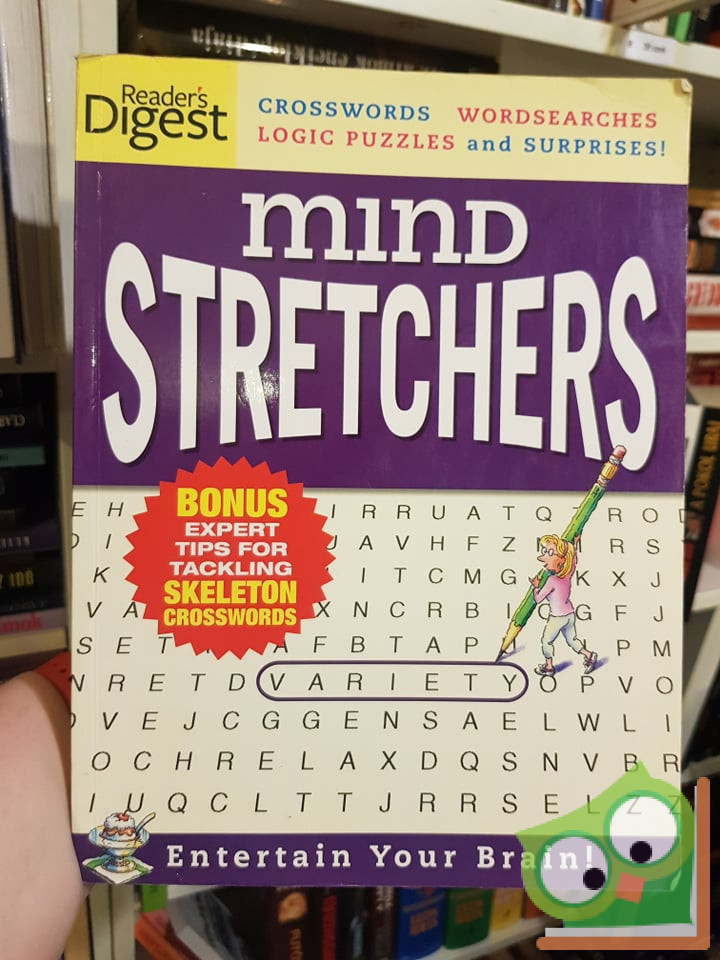 Reader's
Digest
CROSSWORDS WORDSEARCHES
LOGIC PUZZLES and SURPRISES!
mind
STRETCHERS
BONUS
EXPERT
TIPS FOR
TACKLING
SKELETON
CROSSWORDS
E H I R R U A T Q R O
I J A V H F Z R S
K I T C M G K X J
V A X N C R B I G F J
S E T A F B T A P P M
N R E T D V A R I E T Y O P V O
V E J C G G E N S A E L W L I
O C H R E L A X D Q S N V B R
I U Q C L T T J R R S E L Z Z
Entertain Your Brain!